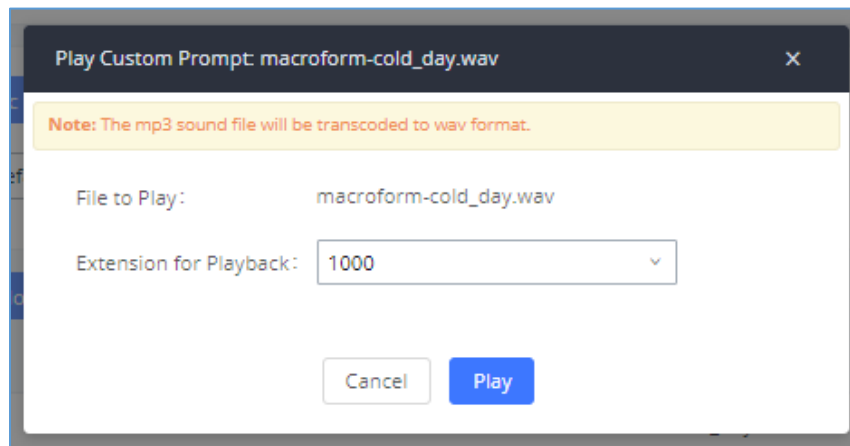 Play Custom Prompt: macroform-cold_day.wav
Note: The mp3 sound file will be transcoded to wav format.
File to Play: macroform-cold_day.wav
Extension for Playback: 1000
Cancel Play